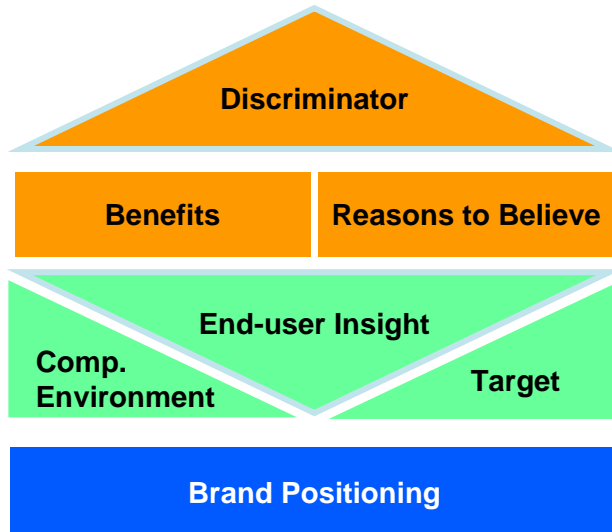 Discriminator
Benefits
Reasons to Believe
End-user Insight
Comp.
Environment
Target
Brand Positioning